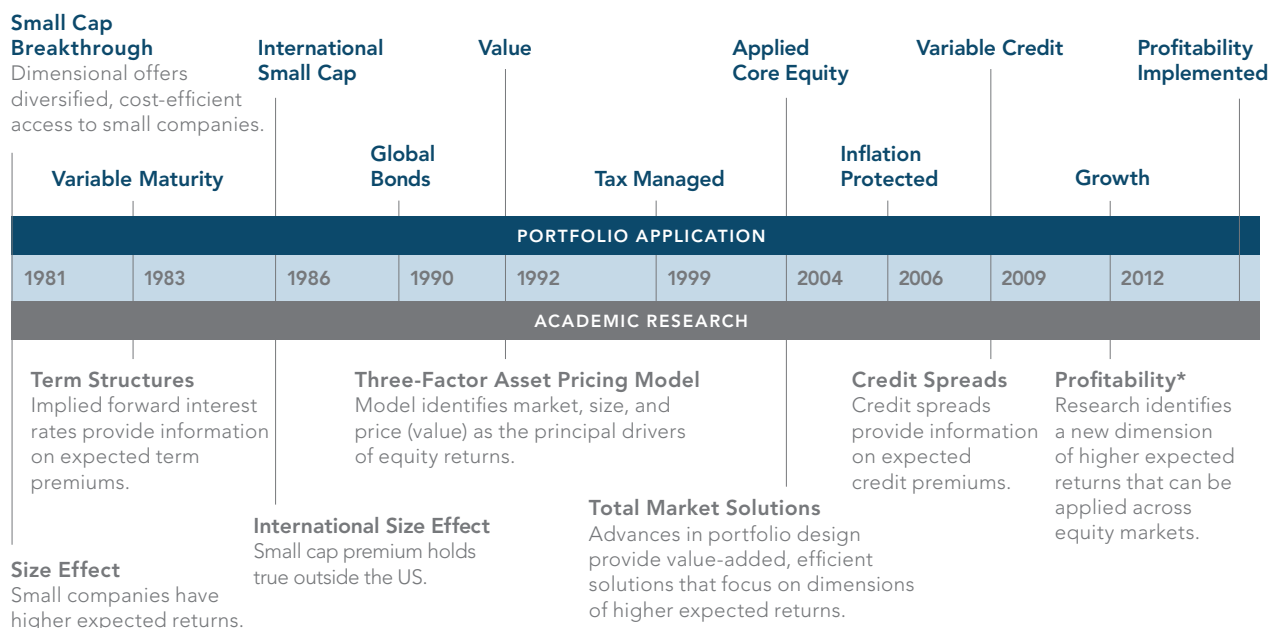 Small Cap
Breakthrough
Dimensional offers
diversified, cost-efficient
access to small companies.
International
Small Cap
Value
Applied
Core Equity
Variable Credit
Profitability
Implemented
Variable Maturity
Global
Bonds
Tax Managed
Inflation
Protected
Growth
PORTFOLIO APPLICATION
1981 1983 1986 1990 1992 1999 2004 2006 2009 2012
ACADEMIC RESEARCH
Term Structures
Implied forward interest
rates provide information
on expected term
premiums.
Three-Factor Asset Pricing Model
Model identifies market, size, and
price (value) as the principal drivers
of equity returns.
Credit Spreads
Credit spreads
provide information
on expected
credit premiums.
Profitability*
Research identifies
a new dimension
of higher expected
returns that can be
applied across
equity markets.
International Size Effect
Small cap premium holds
true outside the US.
Total Market Solutions
Advances in portfolio design
provide value-added, efficient
solutions that focus on dimensions
of higher expected returns.
Size Effect
Small companies have
higher expected returns.